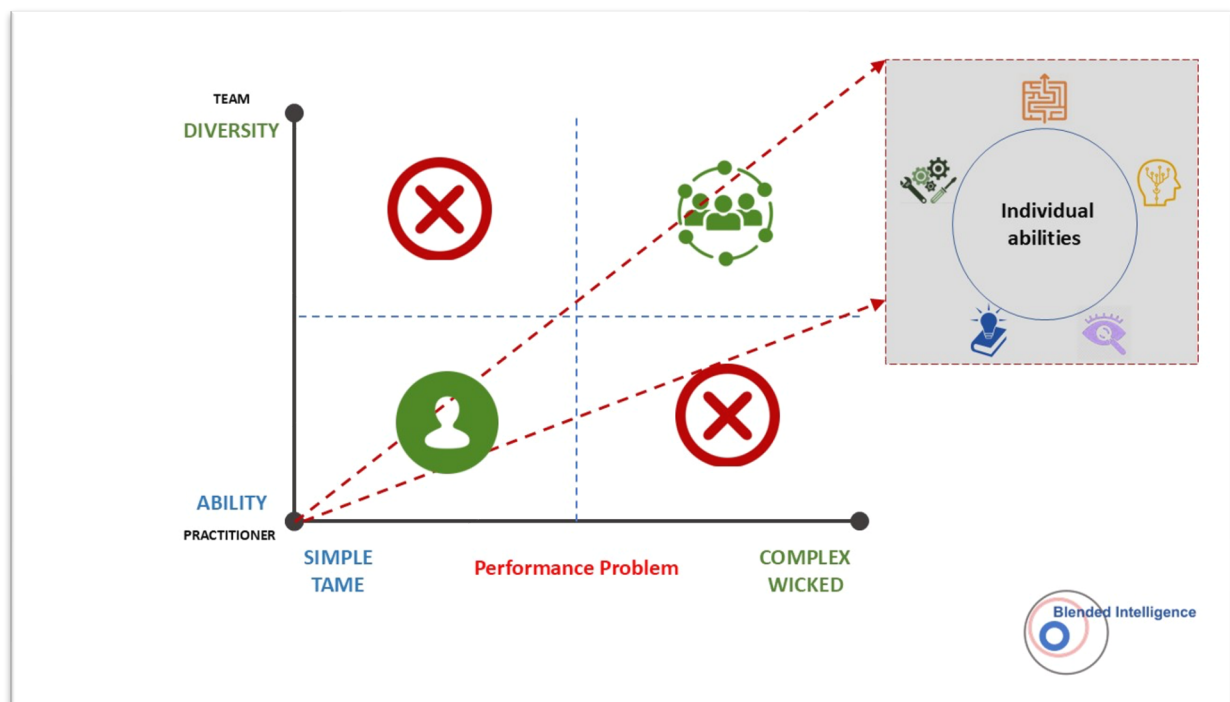 TEAM
DIVERSITY
Individual
abilities
ABILITY
PRACTITIONER
SIMPLE
TAME
Performance Problem
COMPLEX
WICKED
Blended Intelligence